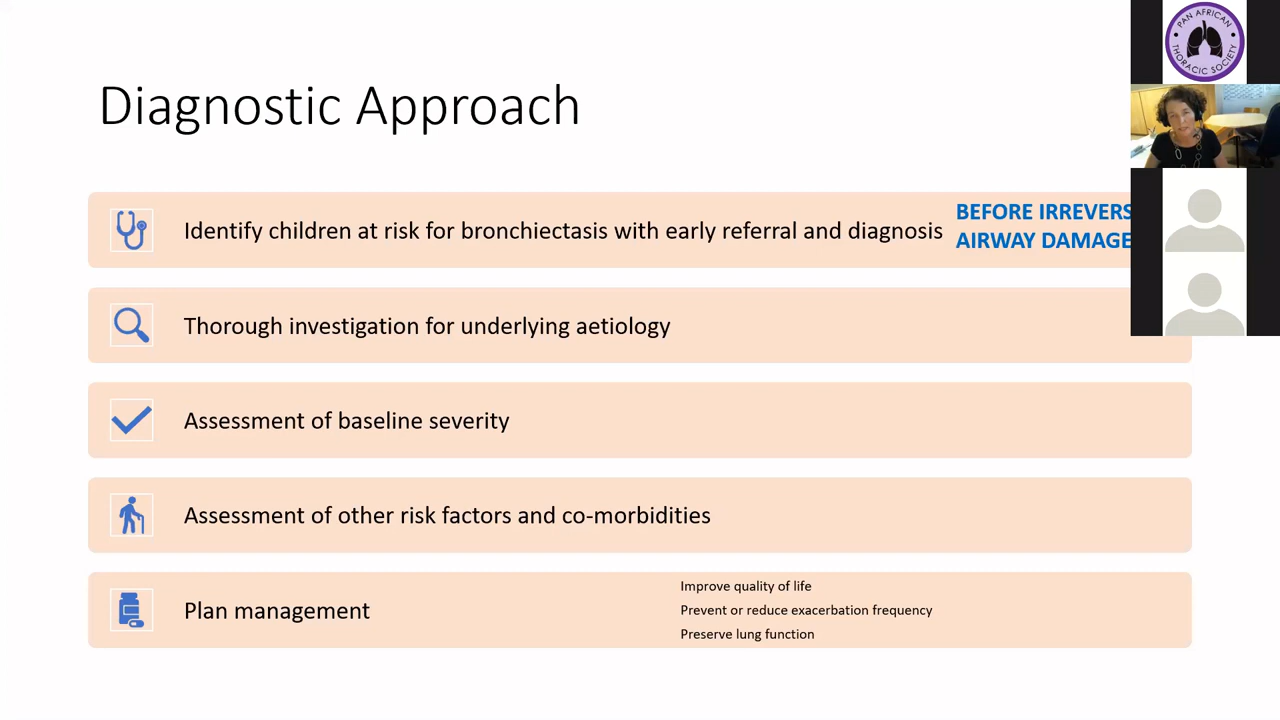 PAN AFRICAN
THORACIC SOCIETY
Diagnostic Approach
Identify children at risk for bronchiectasis with early referral and diagnosis
BEFORE IRREVERS
AIRWAY DAMAGE
Thorough investigation for underlying aetiology
Assessment of baseline severity
Assessment of other risk factors and co-morbidities
Plan management
Improve quality of life
Prevent or reduce exacerbation frequency
Preserve lung function